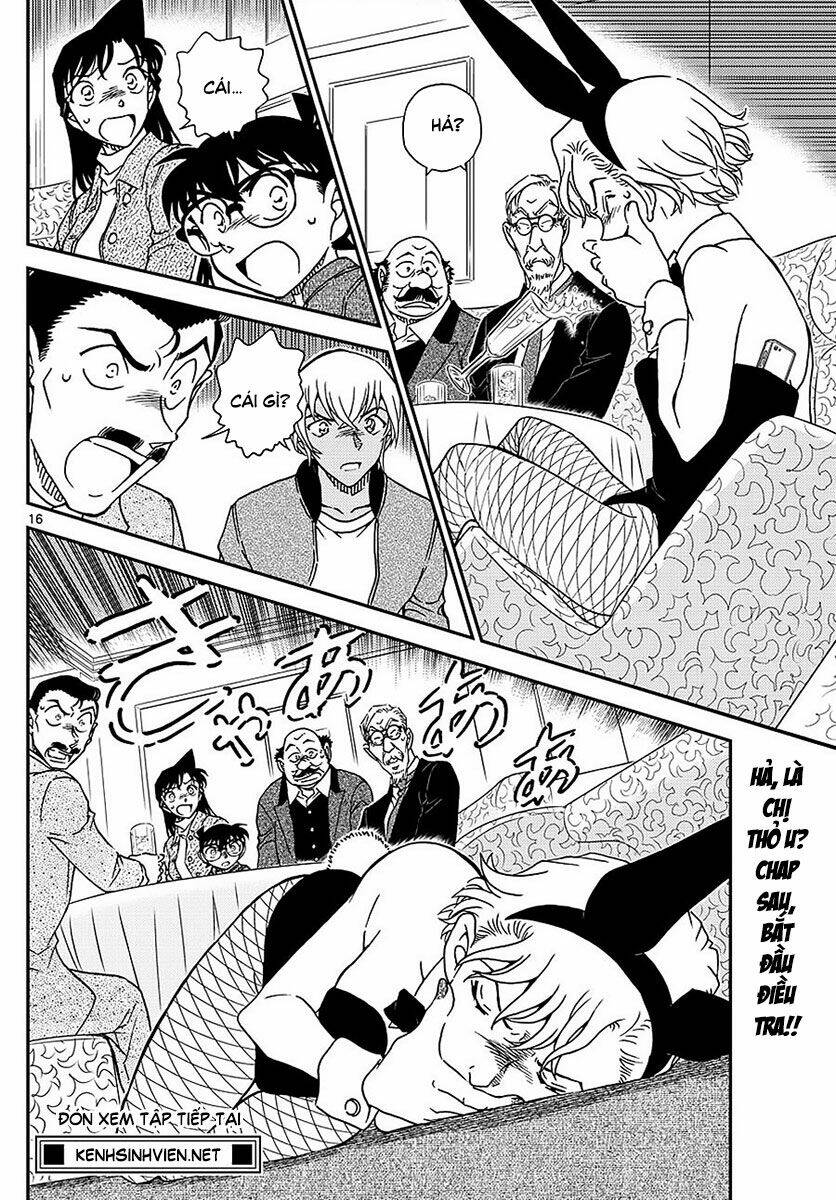 HẢ?
CÁI...
CÁI GÌ?
16
きゃあああぁ
HẢ, LÀ
CHỊ
THỎ Ư?
CHAP
SAU,
BẮT
ĐẦU
ĐIỀU
TRA!!
ĐÓN XEM TẬP TIẾP TẠI
KENHSINHVIEN.NET